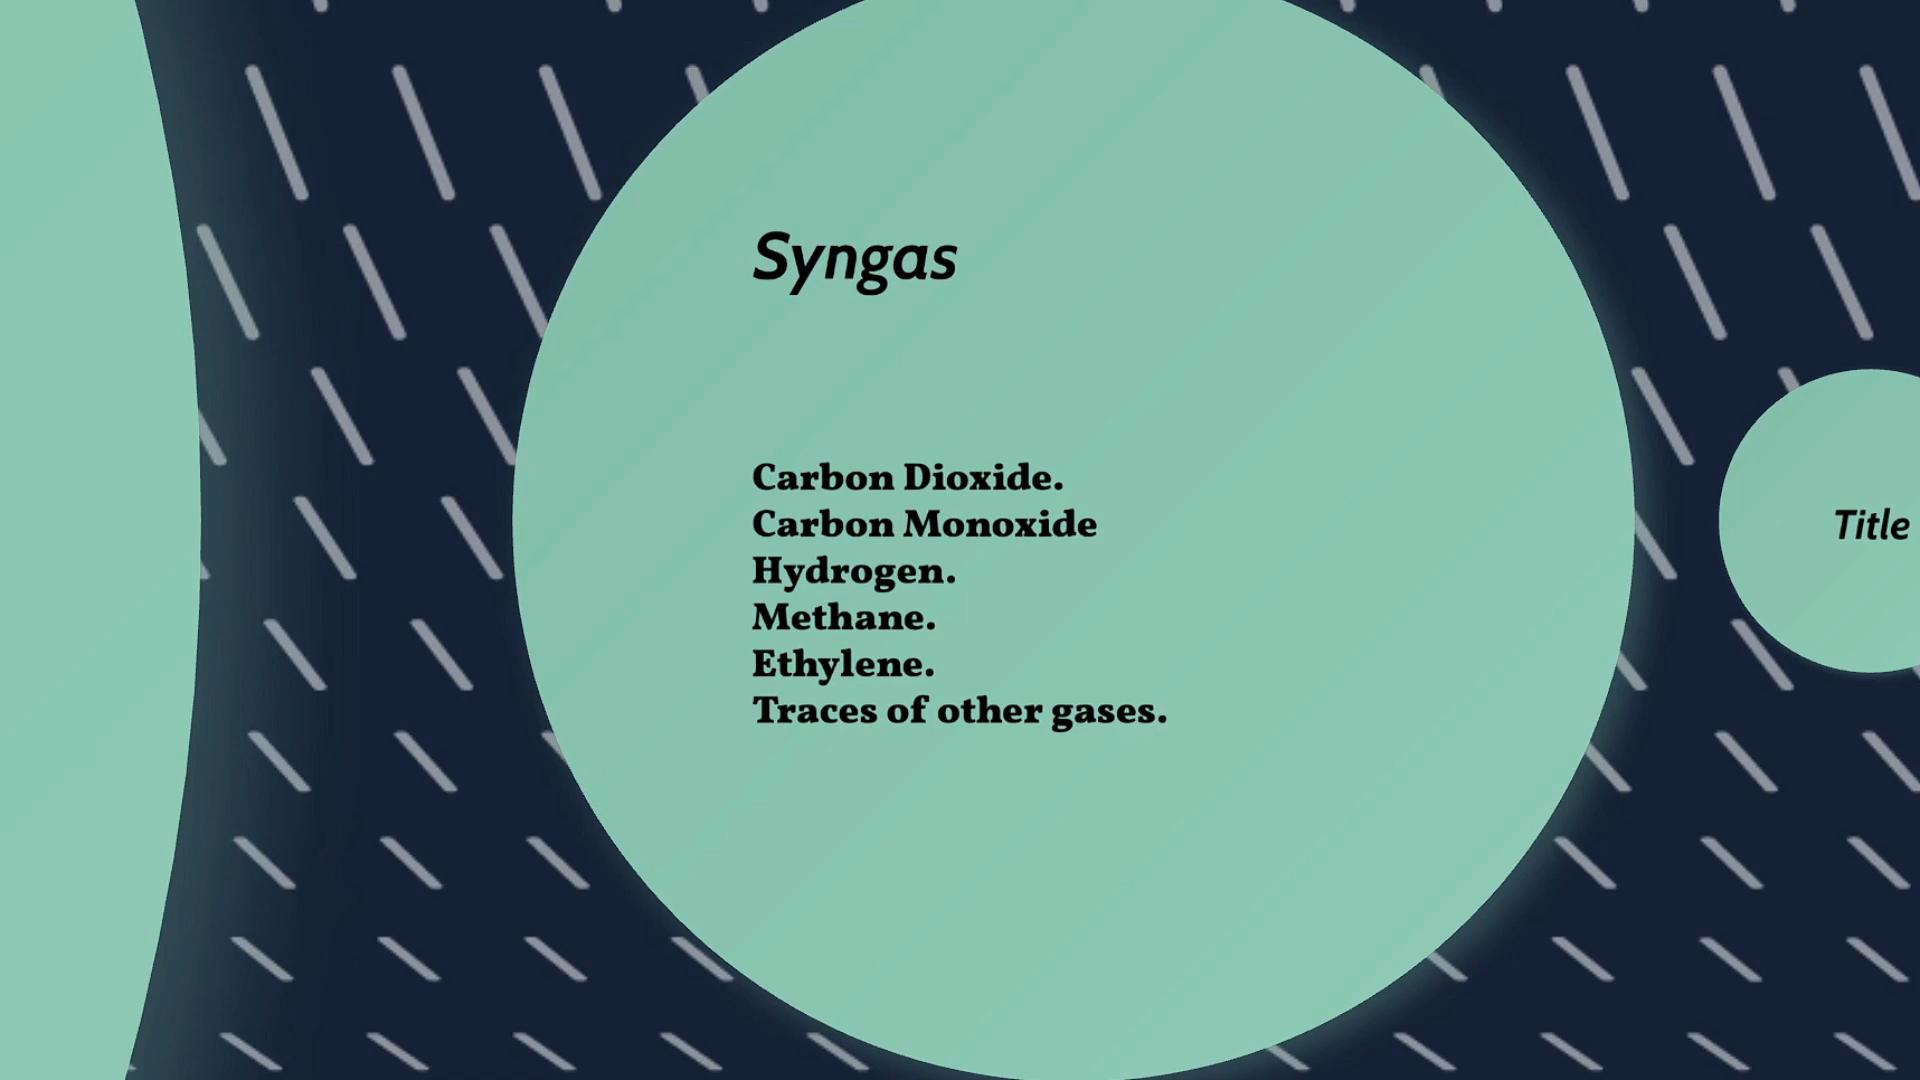 Syngas
Carbon Dioxide.
Carbon Monoxide
Hydrogen.
Methane.
Ethylene.
Traces of other gases.
Title